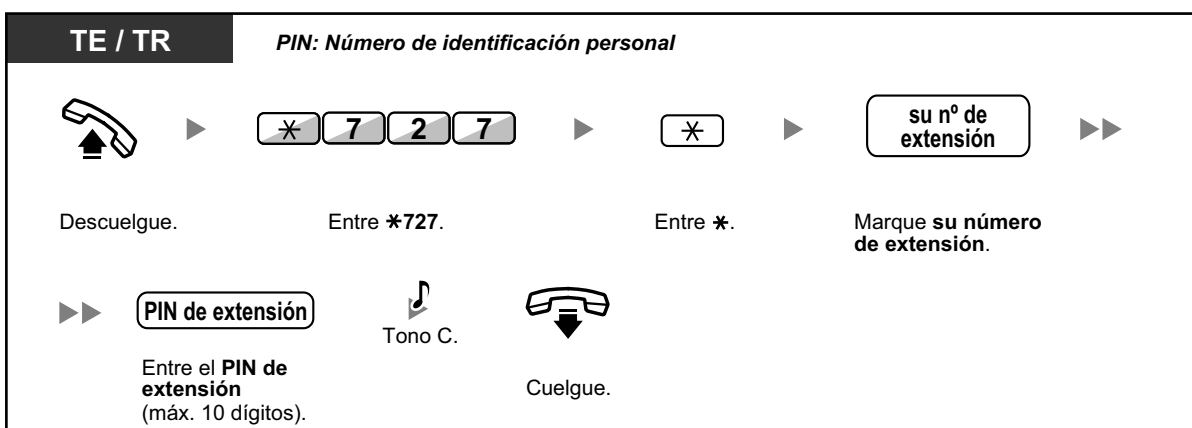 TE / TR
PIN: Número de identificación personal
✳ 7 2 7
✳
su nº de
extensión
Descuelgue.
Entre ✳727.
Entre ✳.
Marque su número
de extensión.
PIN de extensión
Tono C.
Entre el PIN de
extensión
(máx. 10 dígitos).
Cuelgue.